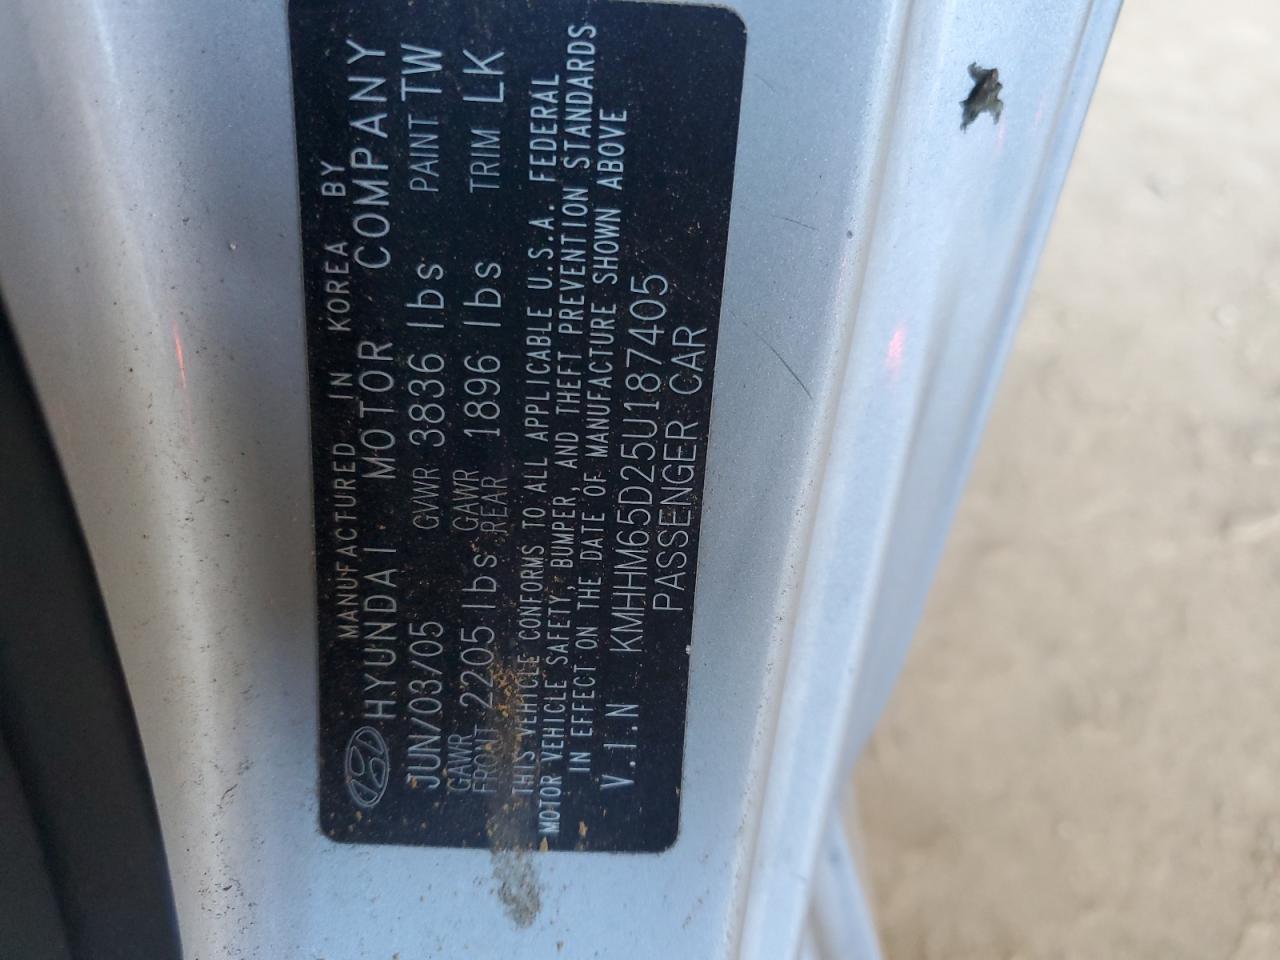 MANUFACTURED IN KOREA BY
HYUNDAI MOTOR COMPANY
JUN/03/05 GVWR 3836 lbs PAINT TW
GAWR FRONT 2205 lbs GAWR REAR 1896 lbs TRIM LK
THIS VEHICLE CONFORMS TO ALL APPLICABLE U.S.A. FEDERAL
MOTOR VEHICLE SAFETY, BUMPER, AND THEFT PREVENTION STANDARDS
IN EFFECT ON THE DATE OF MANUFACTURE SHOWN ABOVE
V.I.N KMHHM65D25U187405
PASSENGER CAR